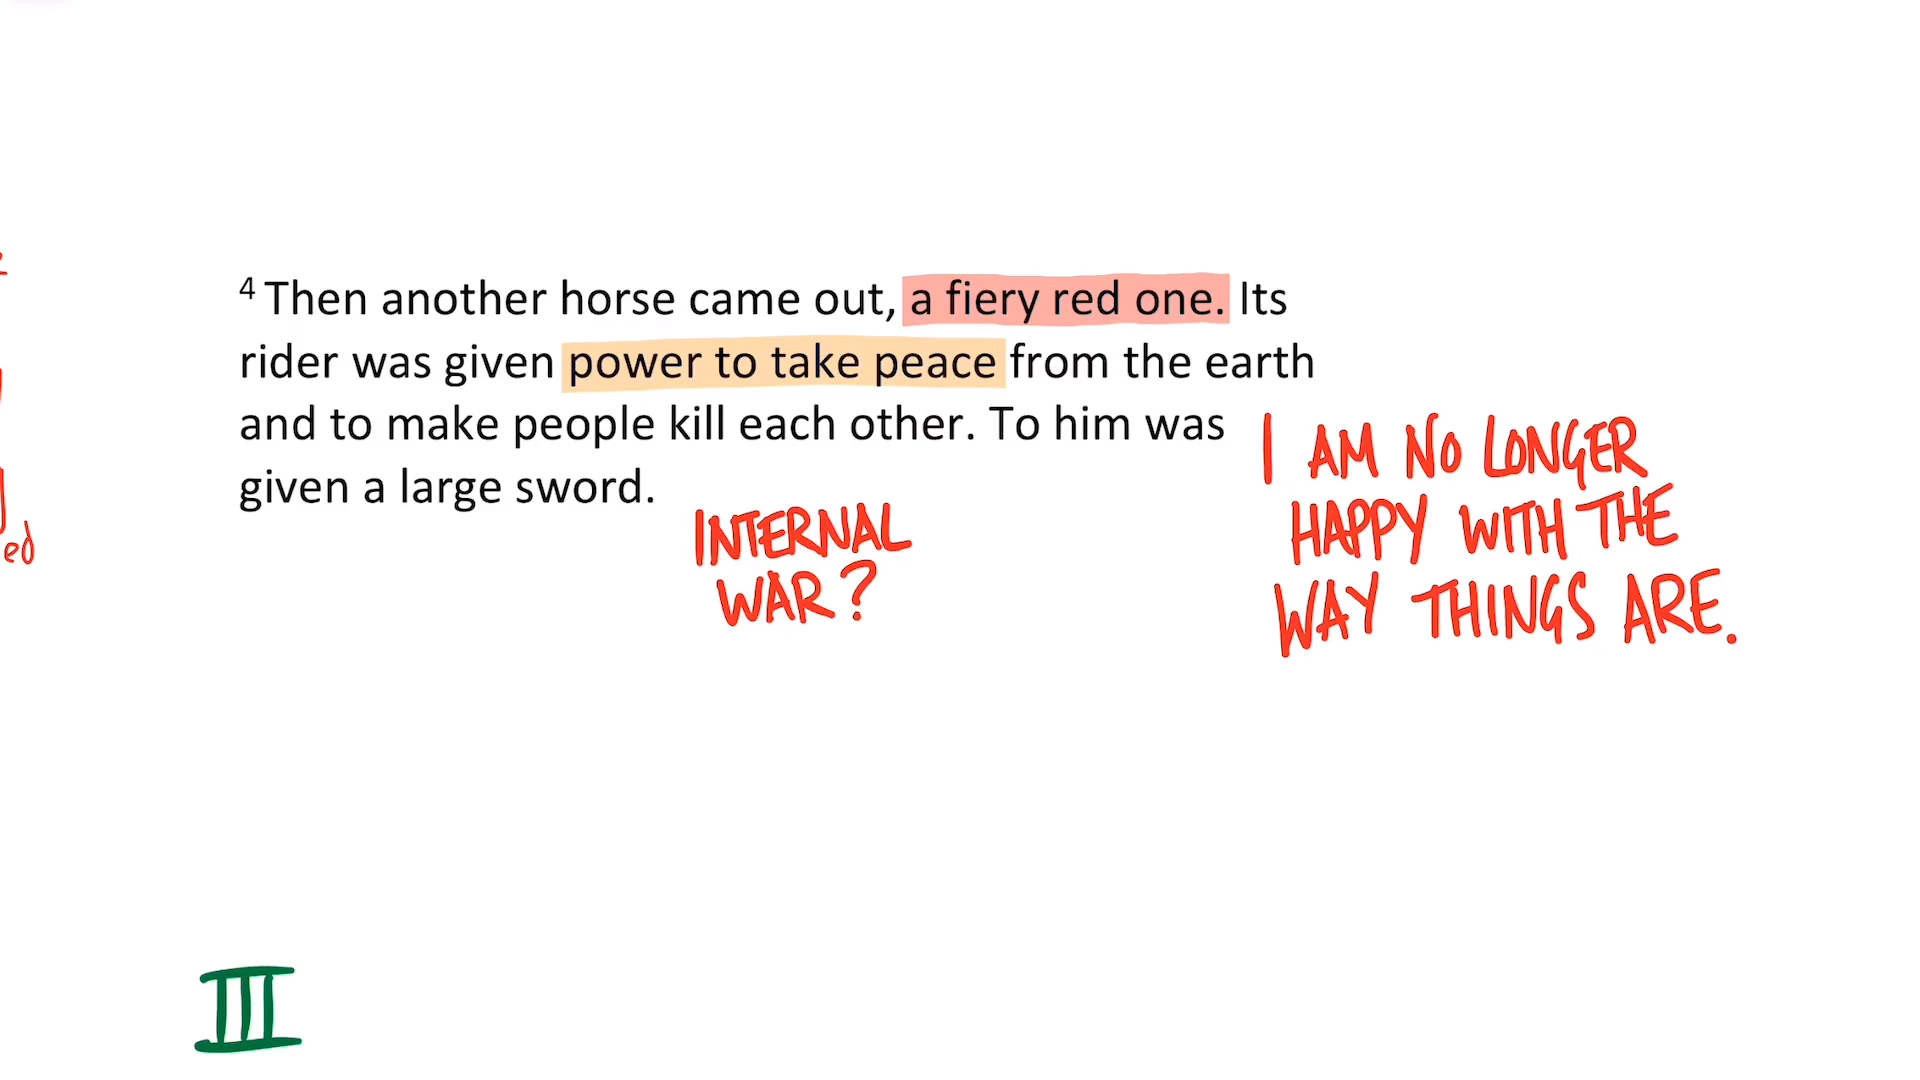 4 Then another horse came out, a fiery red one. Its
rider was given power to take peace from the earth
and to make people kill each other. To him was
given a large sword.
INTERNAL
WAR?
I AM NO LONGER
HAPPY WITH THE
WAY THINGS ARE.
ed
III